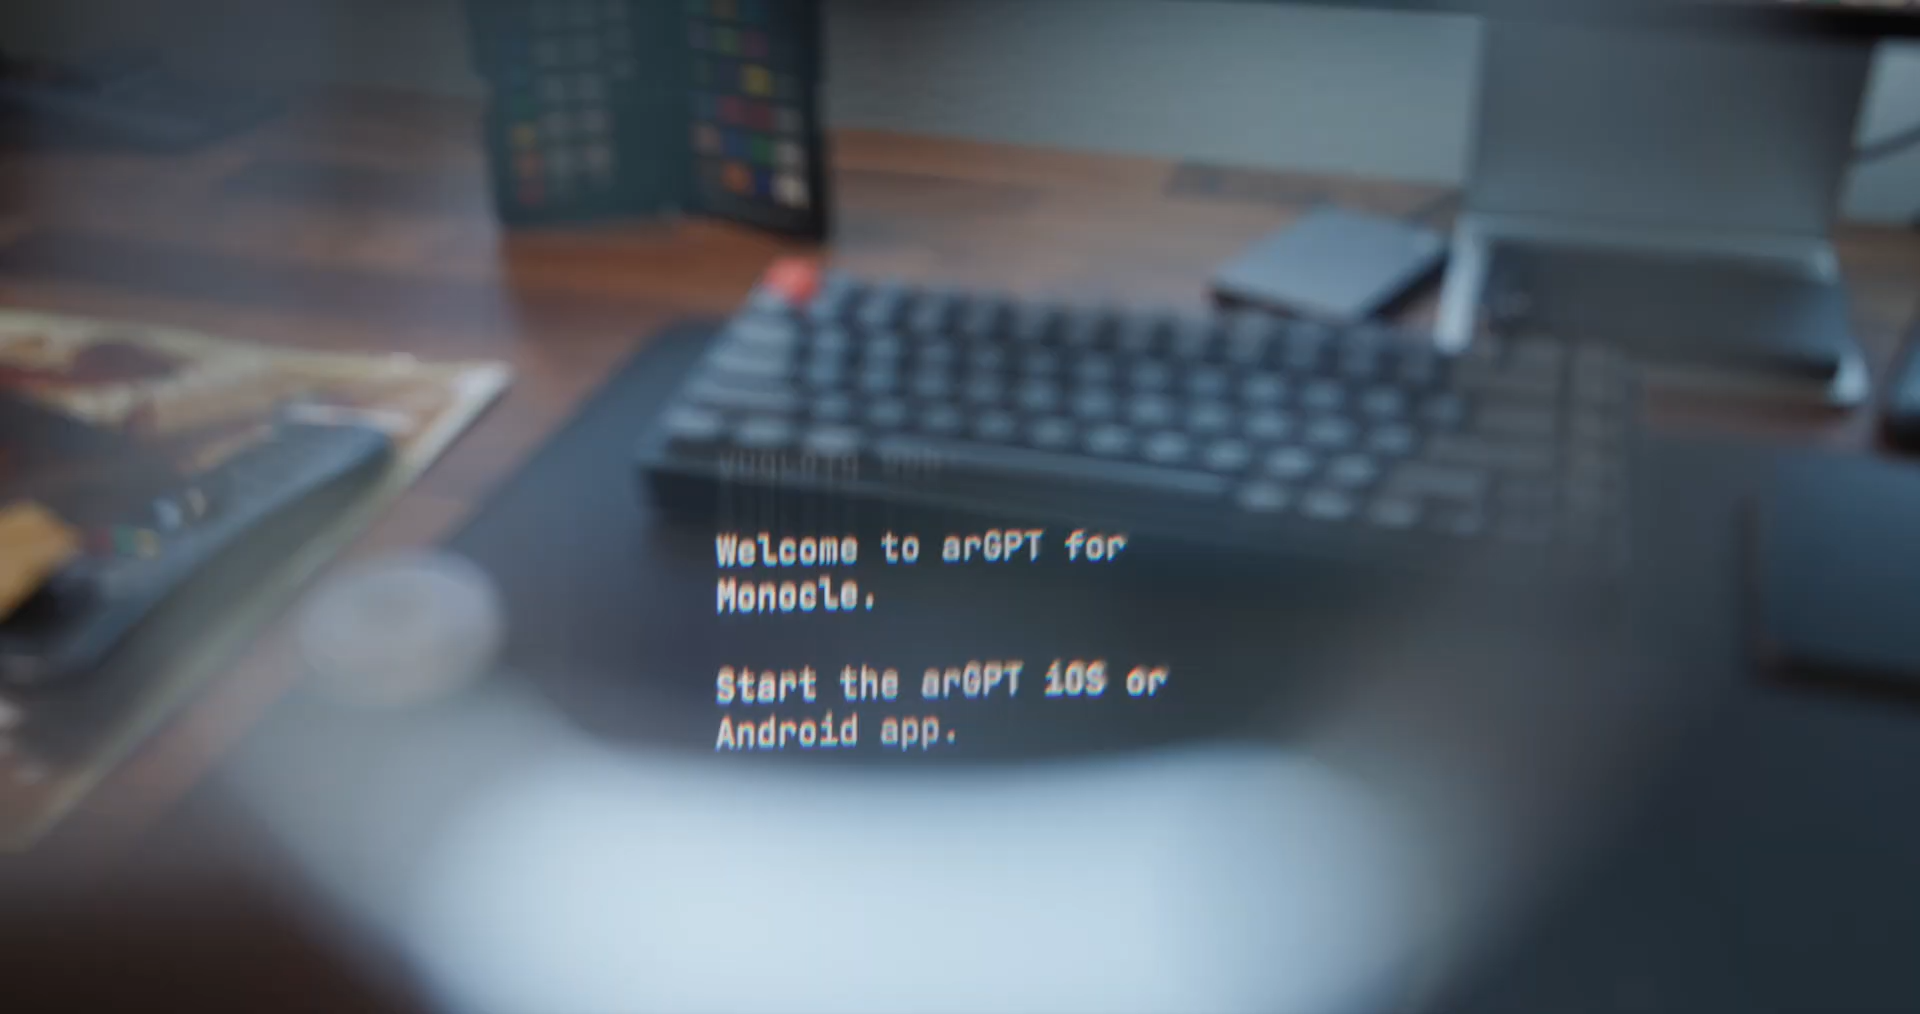 Welcome to arGPT for
Monocle.
Start the arGPT iOS or
Android app.